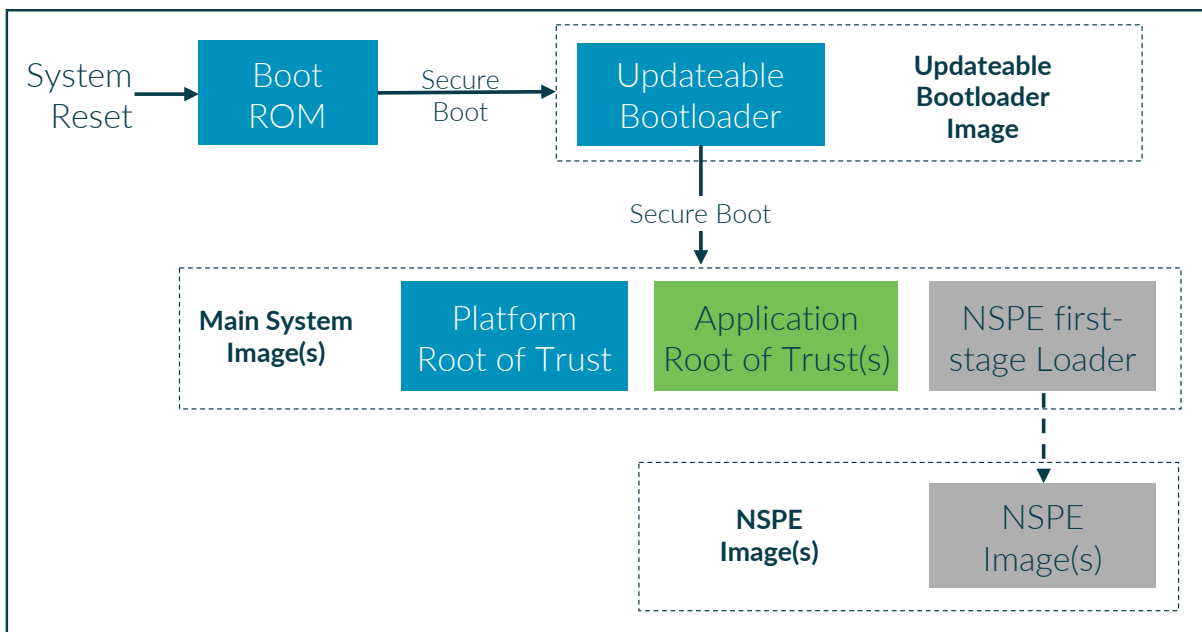 System
Reset
Boot
ROM
Secure
Boot
Updateable
Bootloader
Updateable
Bootloader
Image
Secure Boot
Main System
Image(s)
Platform
Root of Trust
Application
Root of Trust(s)
NSPE first-
stage Loader
NSPE
Image(s)
NSPE
Image(s)